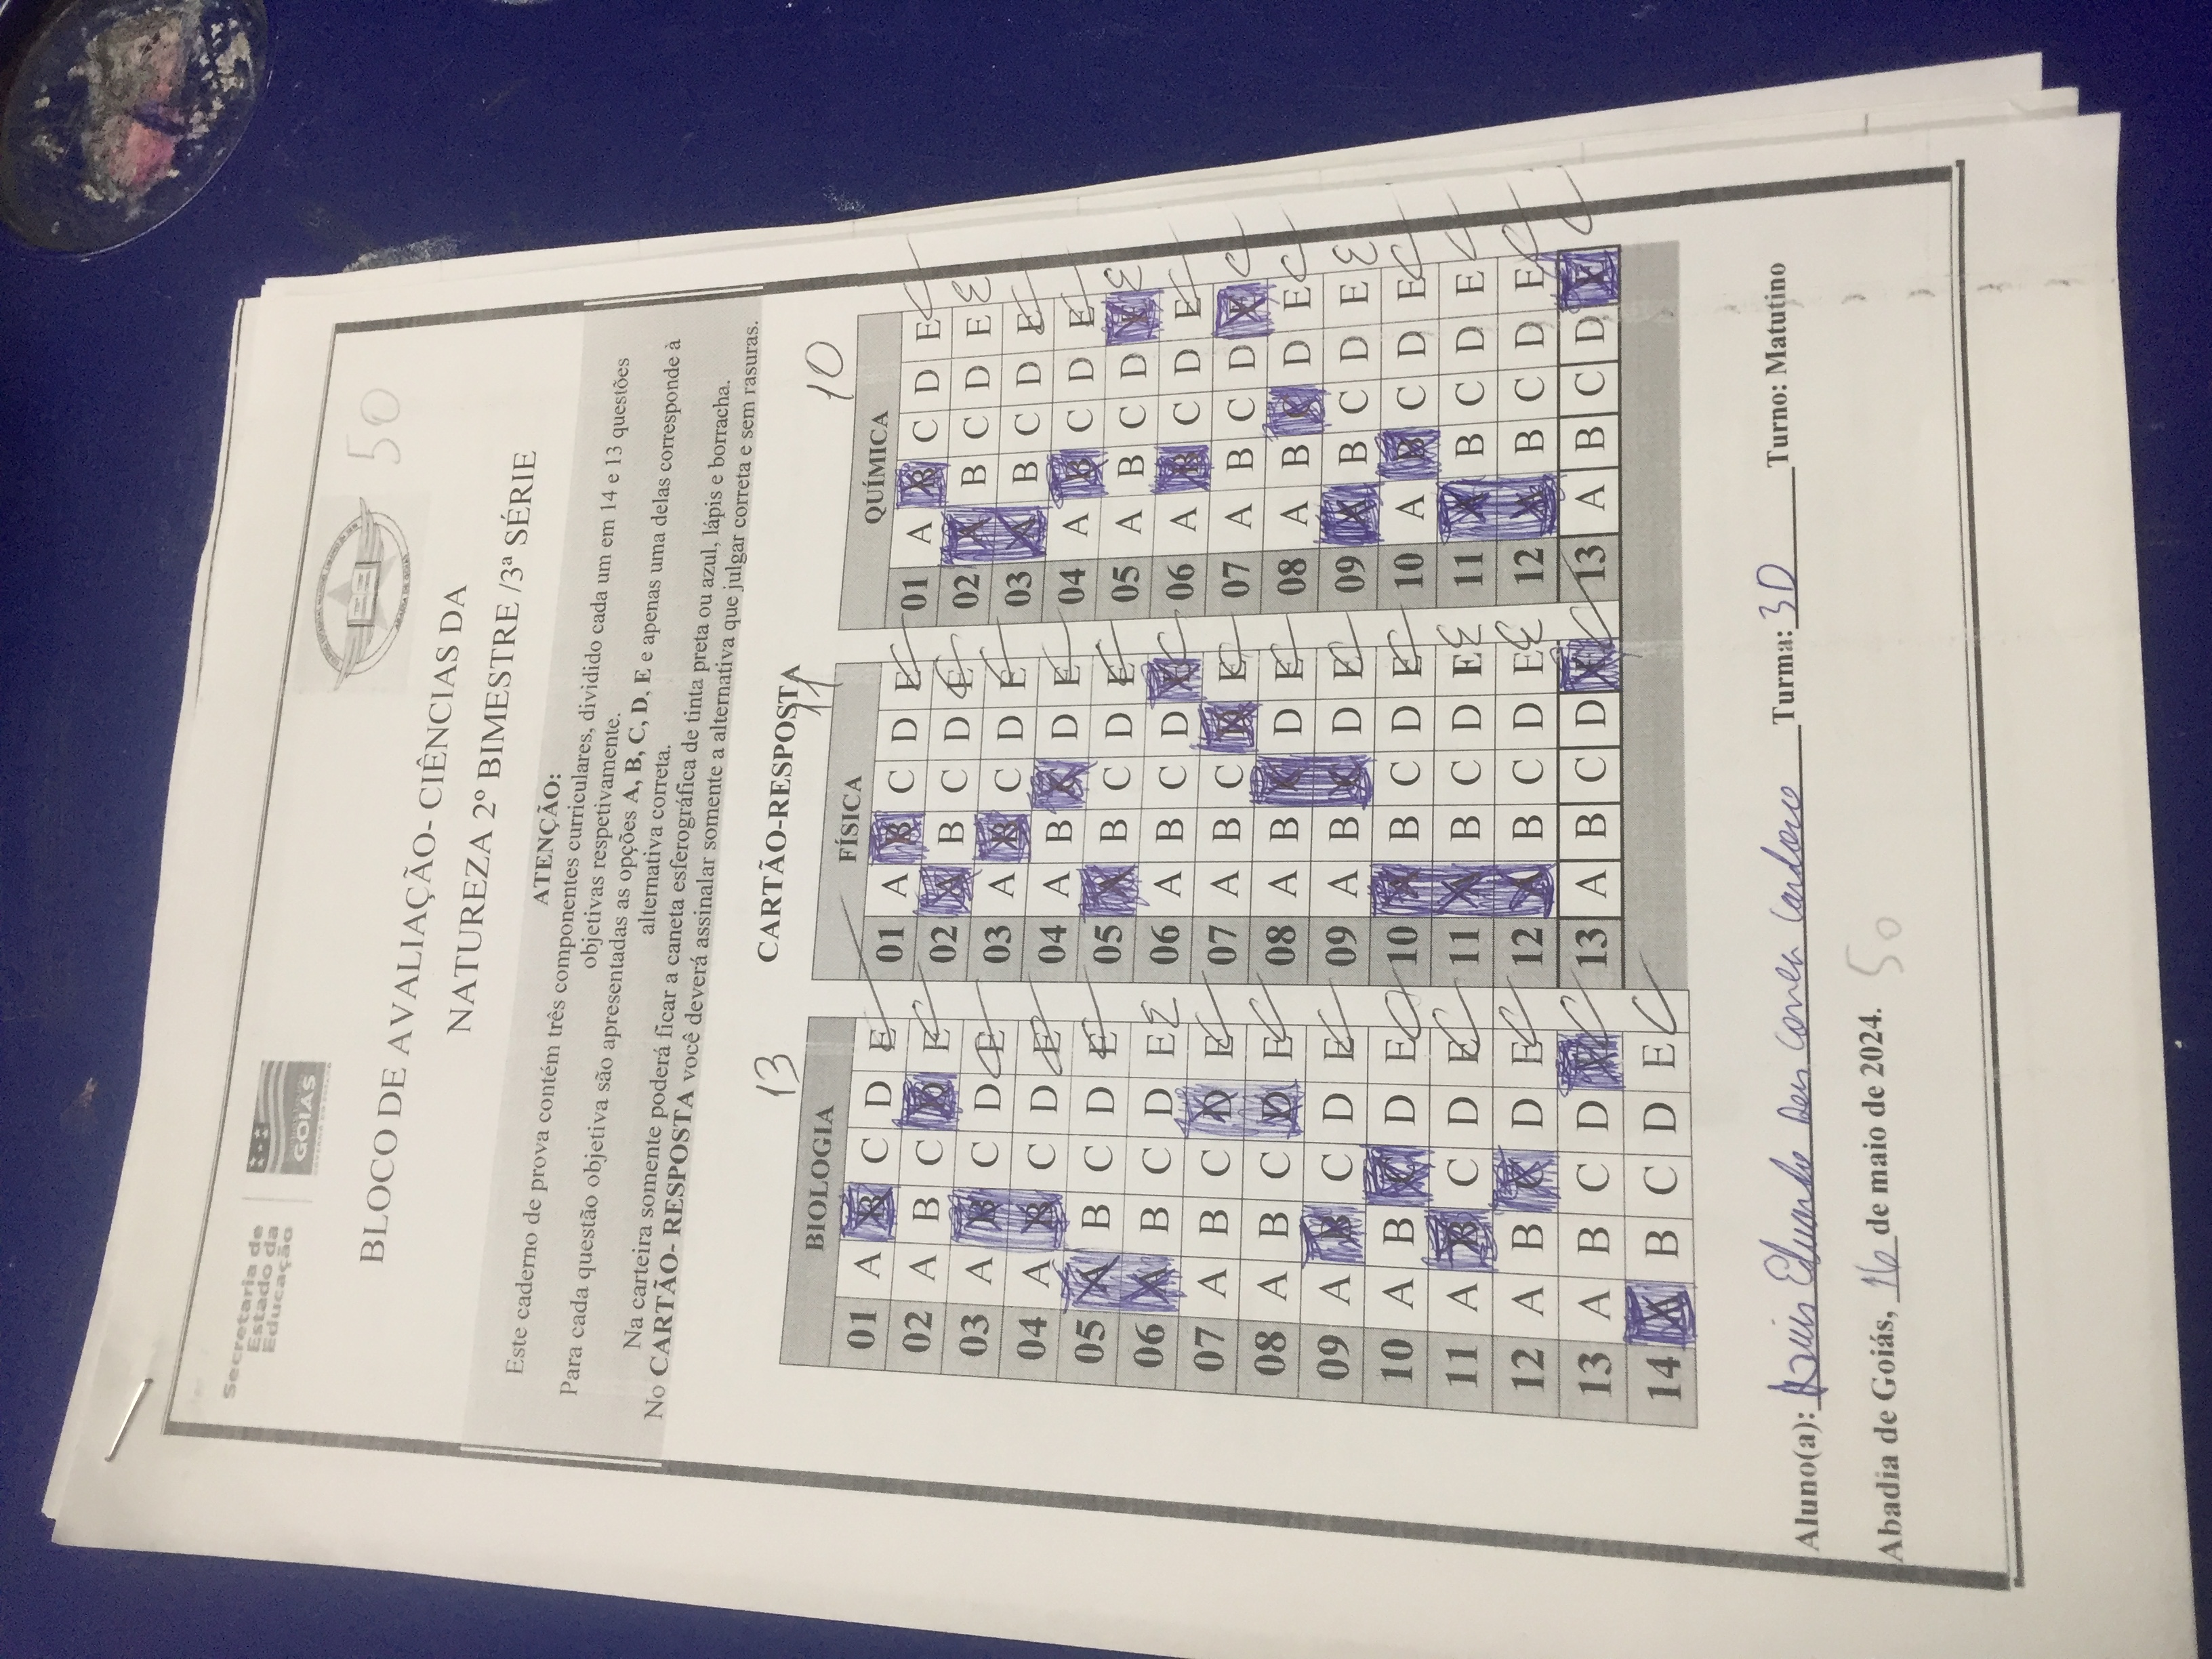 Secretaria de
Estado da
Educação
GOIÁS
ABADIA DE GOIÁS
50
BLOCO DE AVALIAÇÃO- CIÊNCIAS DA
NATUREZA 2º BIMESTRE /3ª SÉRIE
ATENÇÃO:
Este caderno de prova contém três componentes curriculares, dividido cada um em 14 e 13 questões
objetivas respetivamente.
Para cada questão objetiva são apresentadas as opções A, B, C, D, E e apenas uma delas corresponde à
alternativa correta.
Na carteira somente poderá ficar a caneta esferográfica de tinta preta ou azul, lápis e borracha.
No CARTÃO- RESPOSTA você deverá assinalar somente a alternativa que julgar correta e sem rasuras.
CARTÃO-RESPOSTA
13 11 10
BIOLOGIA
01 A B C D E
02 A B C D E C
03 A B C D E C
04 A B C D E C
05 A B C D E C
06 A B C D E E
07 A B C D E C
08 A B C D E C
09 A B C D E C
10 A B C D E C
11 A B C D E C
12 A B C D E C
13 A B C D E C
14 A B C D E C
FÍSICA
01 A B C D E C
02 A B C D E C
03 A B C D E C
04 A B C D E C
05 A B C D E C
06 A B C D E C
07 A B C D E C
08 A B C D E C
09 A B C D E C
10 A B C D E C
11 A B C D E E
12 A B C D E E
13 A B C D E C
QUÍMICA
01 A B C D E C
02 A B C D E E
03 A B C D E C
04 A B C D E C
05 A B C D E E
06 A B C D E C
07 A B C D E C
08 A B C D E C
09 A B C D E E
10 A B C D E C
11 A B C D E C
12 A B C D E C
13 A B C D E C
Aluno(a): Eduardo Correa Cardoso Turma: 3D Turno: Matutino
Abadia de Goiás, 16 de maio de 2024. 50